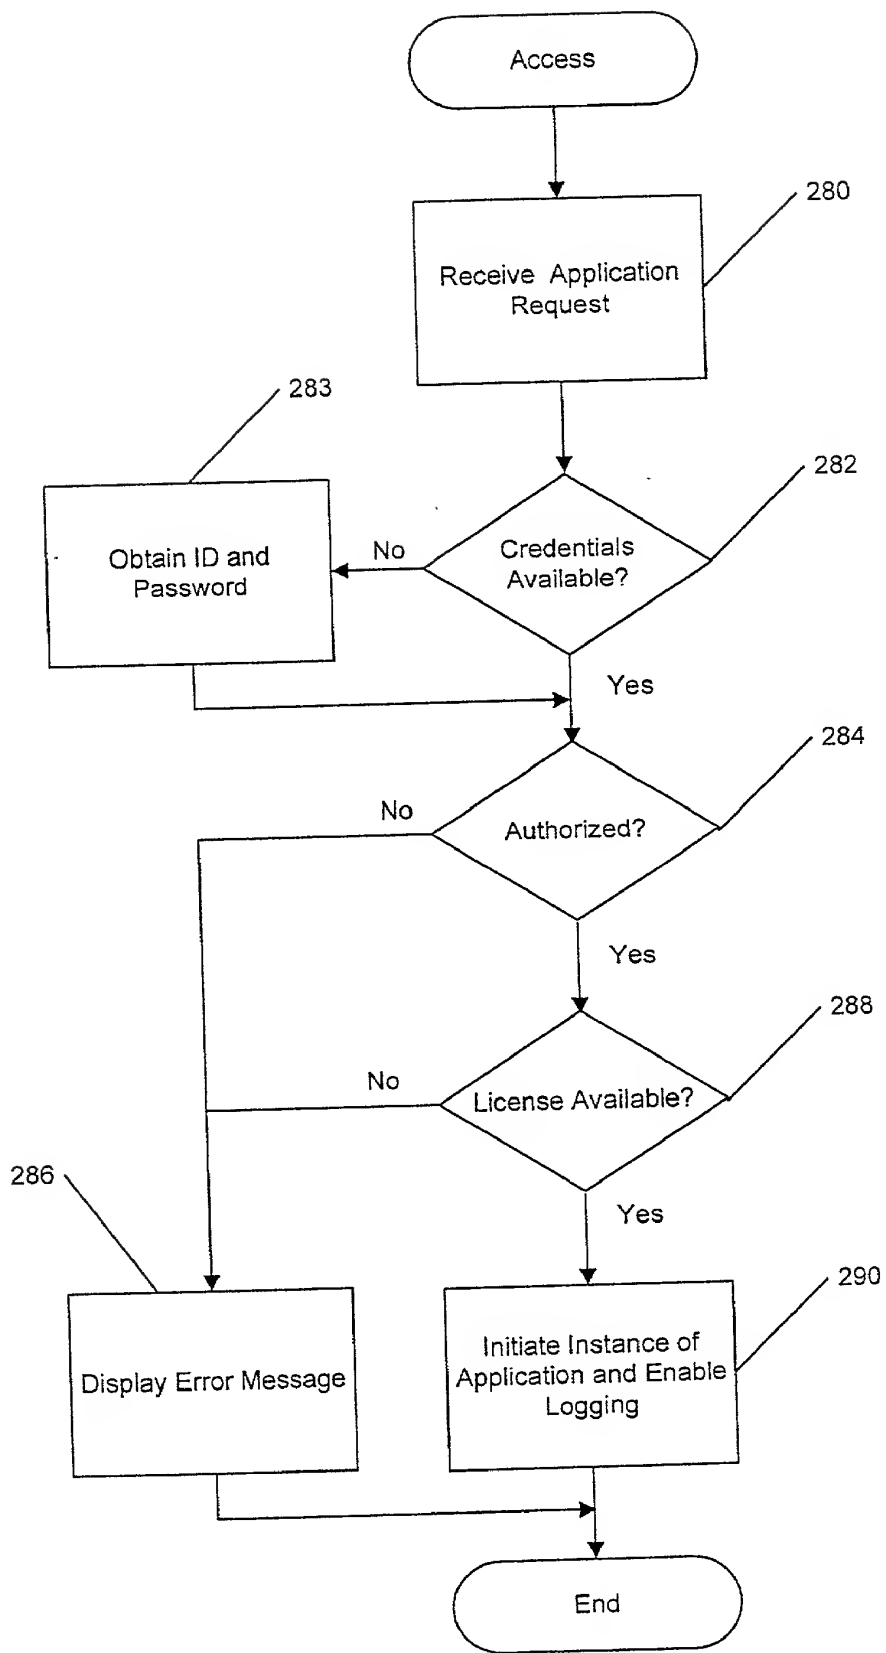 Access
280
Receive Application
Request
283
282
Obtain ID and
Password
No
Credentials
Available?
Yes
284
No
Authorized?
Yes
288
No
License Available?
286
Yes
290
Display Error Message
Initiate Instance of
Application and Enable
Logging
End